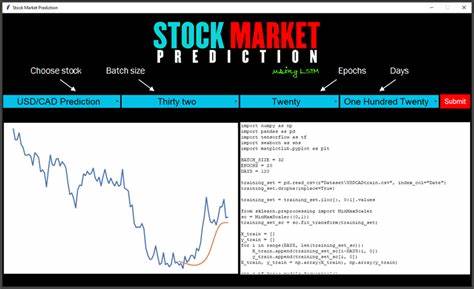 Stock Market Prediction
STOCK MARKET
PREDICTION
using LSTM
Choose stock
Batch size
Epochs
Days
USD/CAD Prediction
Thirty two
Twenty
One Hundred Twenty
Submit
import numpy as np
import pandas as pd
import tensorflow as tf
import seaborn as sns
import matplotlib.pyplot as plt
BATCH_SIZE = 32
EPOCHS = 20
DAYS = 120
training_set = pd.read_csv(r"Dataset\USDCADtrain.csv", index_col="Date")
training_set.dropna(inplace=True)
training_set = training_set.iloc[:, 0:1].values
from sklearn.preprocessing import MinMaxScaler
sc = MinMaxScaler((0,1))
training_set_sc = sc.fit_transform(training_set)
X_train = []
y_train = []
for i in range(DAYS, len(training_set_sc)):
X_train.append(training_set_sc[i-DAYS:i, 0])
y_train.append(training_set_sc[i, 0])
X_train, y_train = np.array(X_train), np.array(y_train)